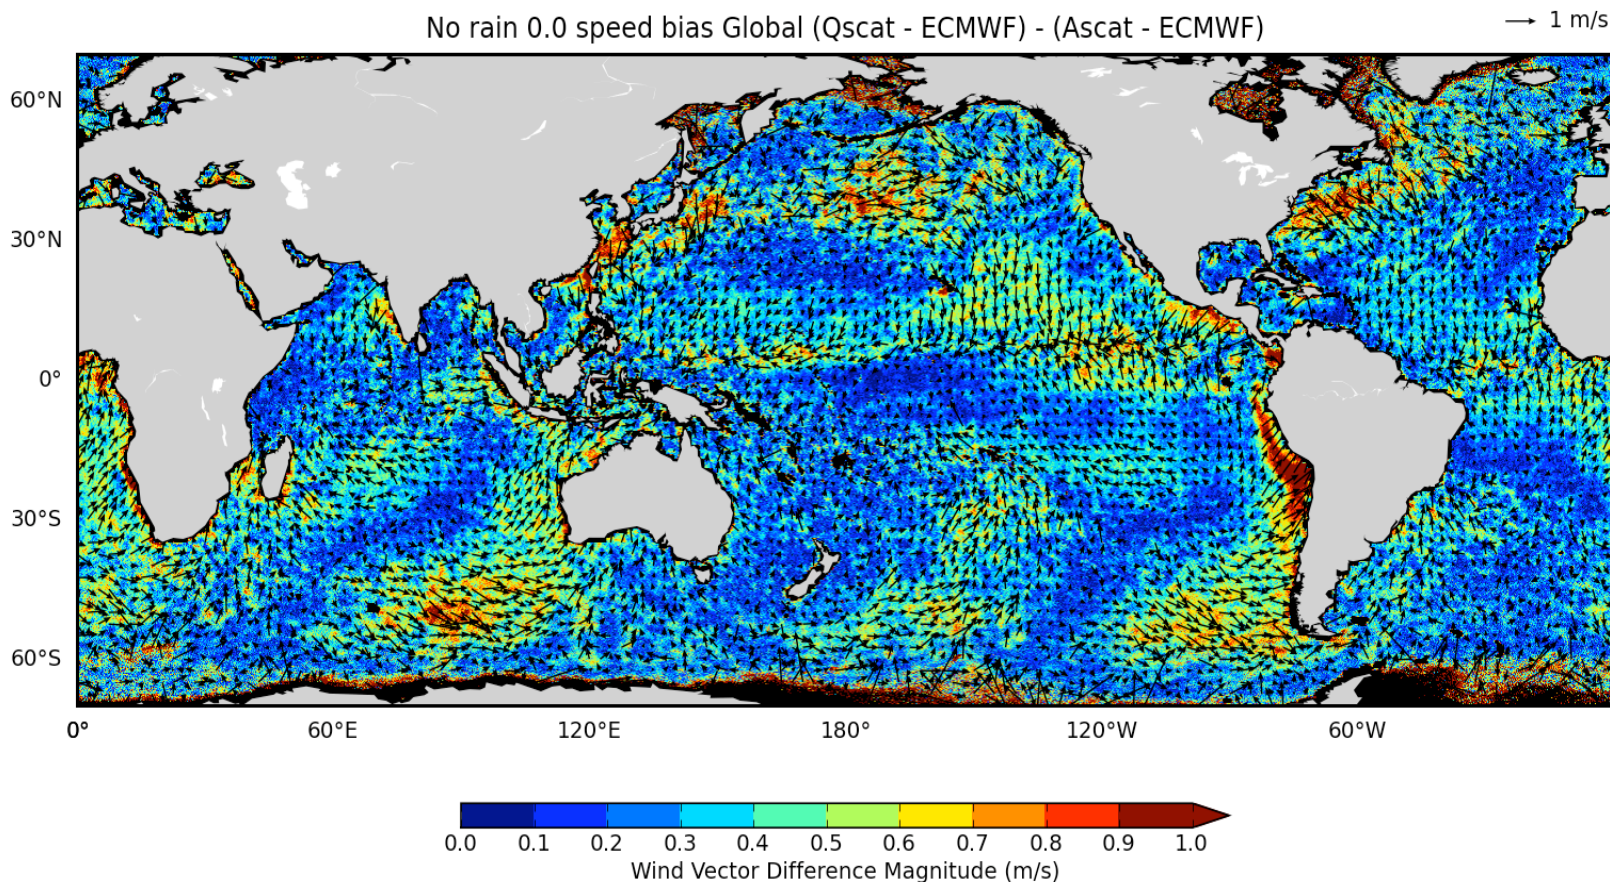 No rain 0.0 speed bias Global (Qscat - ECMWF) - (Ascat - ECMWF)
1 m/s
60°N
30°N
0°
30°S
60°S
0° 60°E 120°E 180° 120°W 60°W
0.0 0.1 0.2 0.3 0.4 0.5 0.6 0.7 0.8 0.9 1.0
Wind Vector Difference Magnitude (m/s)